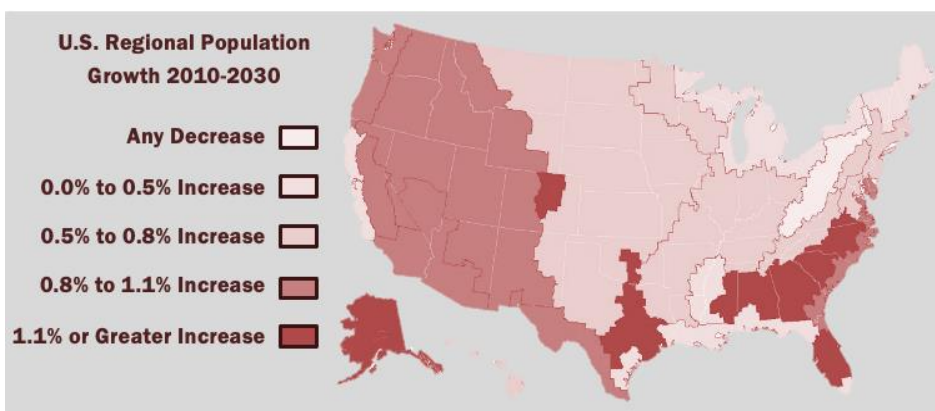 U.S. Regional Population
Growth 2010-2030
Any Decrease
0.0% to 0.5% Increase
0.5% to 0.8% Increase
0.8% to 1.1% Increase
1.1% or Greater Increase